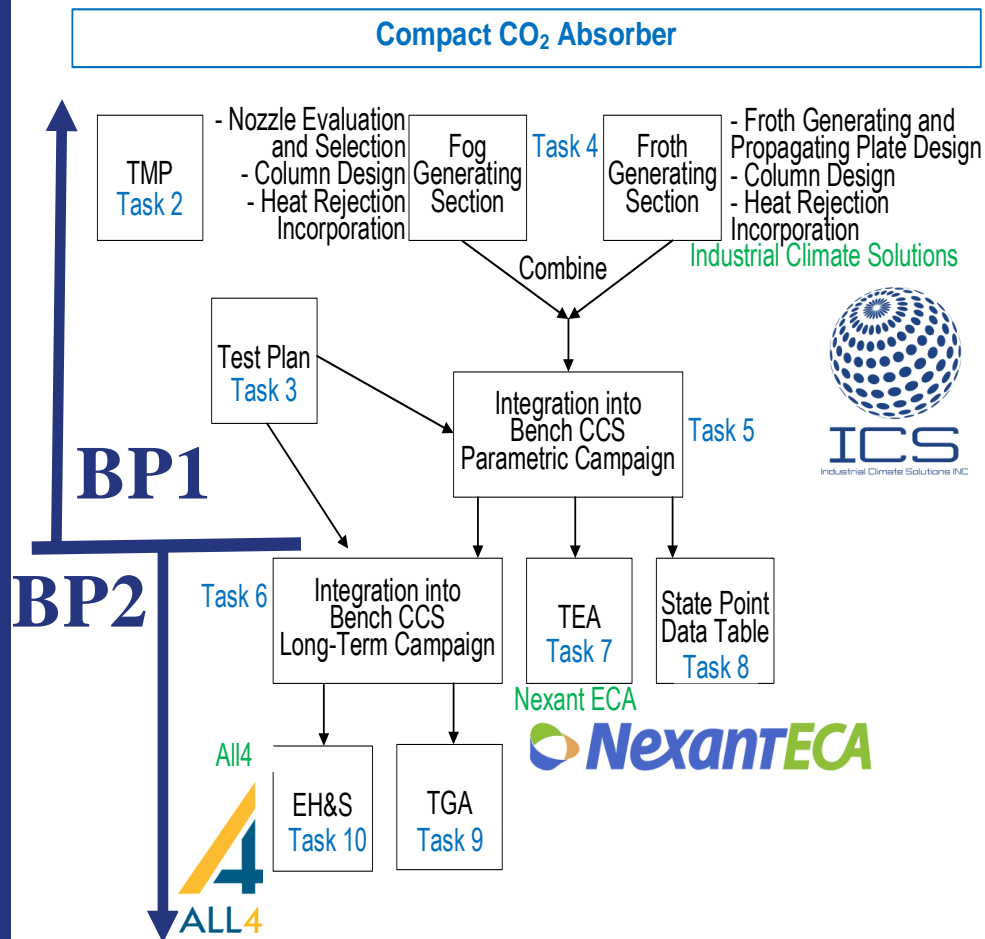 Compact CO₂ Absorber
TMP
Task 2
- Nozzle Evaluation
and Selection
- Column Design
- Heat Rejection
Incorporation
Fog
Generating
Section
Task 4
Froth
Generating
Section
- Froth Generating and
Propagating Plate Design
- Column Design
- Heat Rejection
Incorporation
Industrial Climate Solutions
Combine
ICS
Industrial Climate Solutions INC
Test Plan
Task 3
Integration into
Bench CCS
Parametric Campaign
Task 5
BP1
BP2
Task 6
Integration into
Bench CCS
Long-Term Campaign
TEA
Task 7
State Point
Data Table
Task 8
Nexant ECA
NexantECA
All4
4
ALL4
EH&S
Task 10
TGA
Task 9